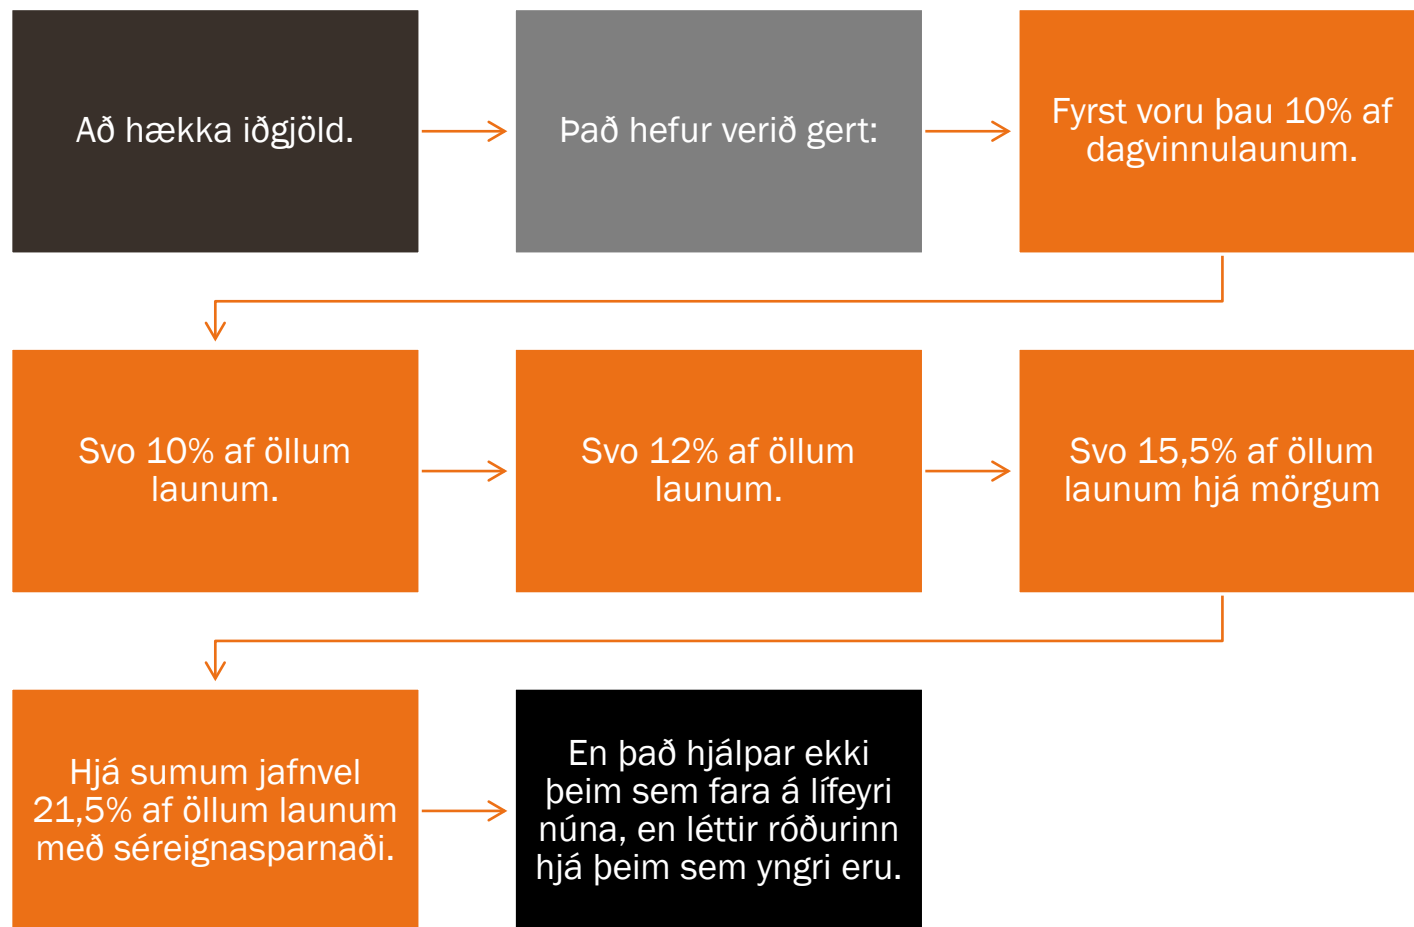 Að hækka iðgjöld.
Það hefur verið gert:
Fyrst voru þau 10% af
dagvinnulaunum.
Svo 10% af öllum
launum.
Svo 12% af öllum
launum.
Svo 15,5% af öllum
launum hjá mörgum
Hjá sumum jafnvel
21,5% af öllum launum
með séreignasparnaði.
En það hjálpar ekki
þeim sem fara á lífeyri
núna, en léttir róðurinn
hjá þeim sem yngri eru.